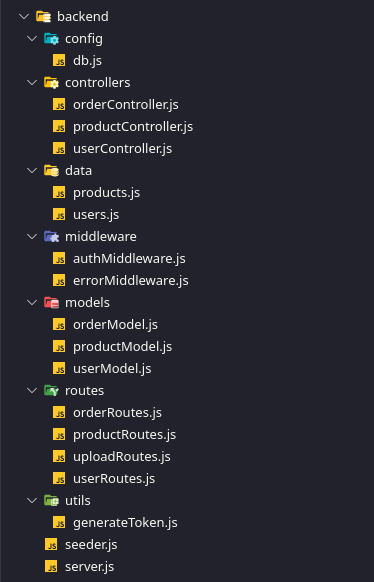 backend
config
JS db.js
controllers
JS orderController.js
JS productController.js
JS userController.js
data
JS products.js
JS users.js
middleware
JS authMiddleware.js
JS errorMiddleware.js
models
JS orderModel.js
JS productModel.js
JS userModel.js
routes
JS orderRoutes.js
JS productRoutes.js
JS uploadRoutes.js
JS userRoutes.js
utils
JS generateToken.js
JS seeder.js
JS server.js